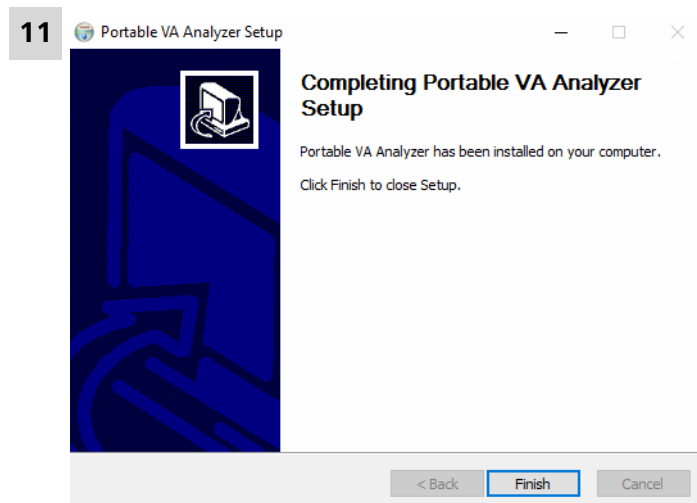 11
Portable VA Analyzer Setup
Completing Portable VA Analyzer
Setup
Portable VA Analyzer has been installed on your computer.
Click Finish to close Setup.
< Back
Finish
Cancel